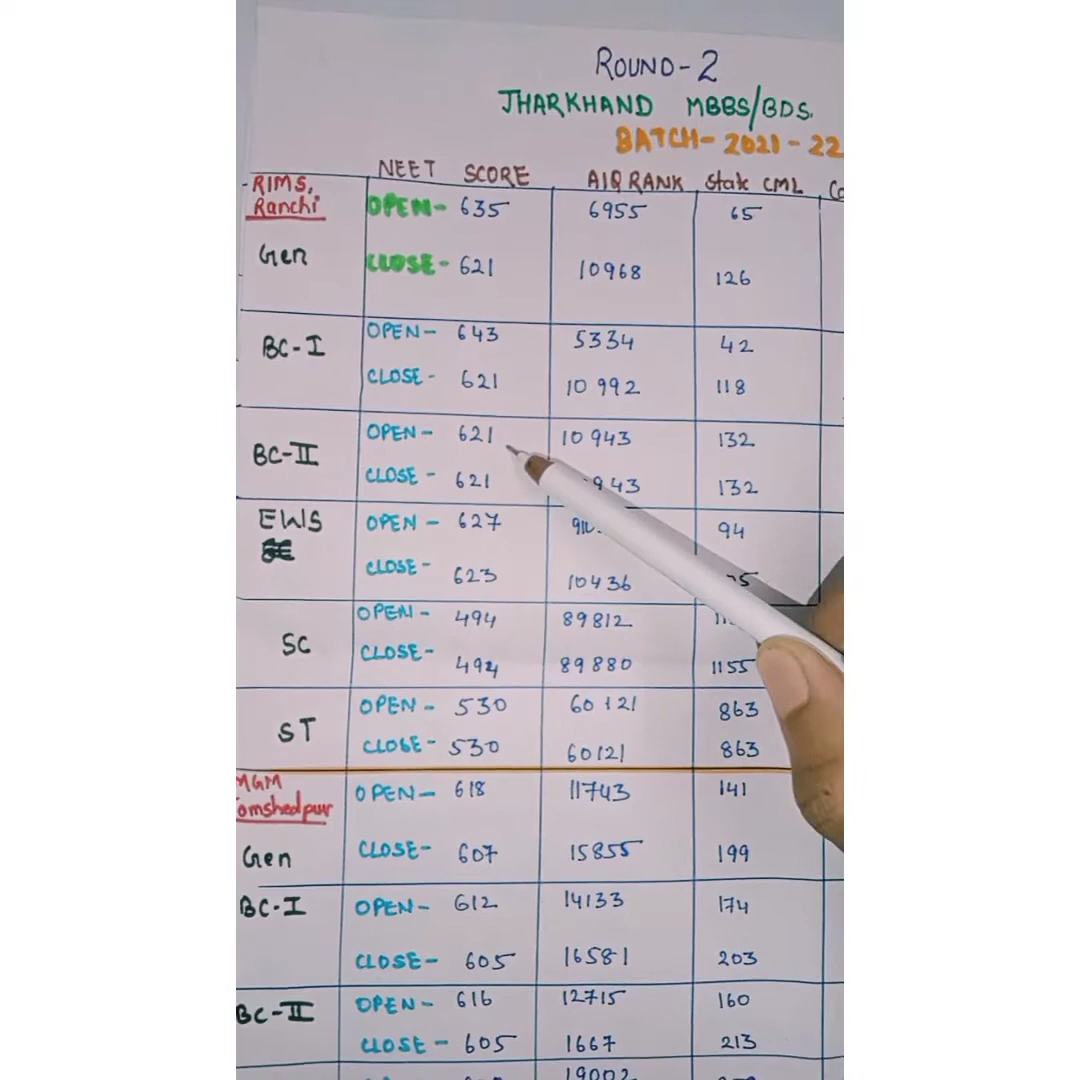 ROUND-2
JHARKHAND MBBS/BDS.
BATCH-2021-22
NEET SCORE AIQ RANK State CML
RIMS, Ranchi OPEN- 635 6955 65
Gen CLOSE- 621 10968 126
BC-I OPEN- 643 5334 42
CLOSE- 621 10992 118
BC-II OPEN- 621 10943 132
CLOSE- 621 943 132
EWS OPEN- 627 94
CLOSE- 623 10436
SC OPEN- 494 89812
CLOSE- 494 89880 1155
ST OPEN- 530 60121 863
CLOSE- 530 60121 863
MGM OPEN- 618 11743 141
Gen CLOSE- 607 15855 199
BC-I OPEN- 612 14133 174
CLOSE- 605 16581 203
BC-II OPEN- 616 12715 160
CLOSE- 605 1667 213
19002